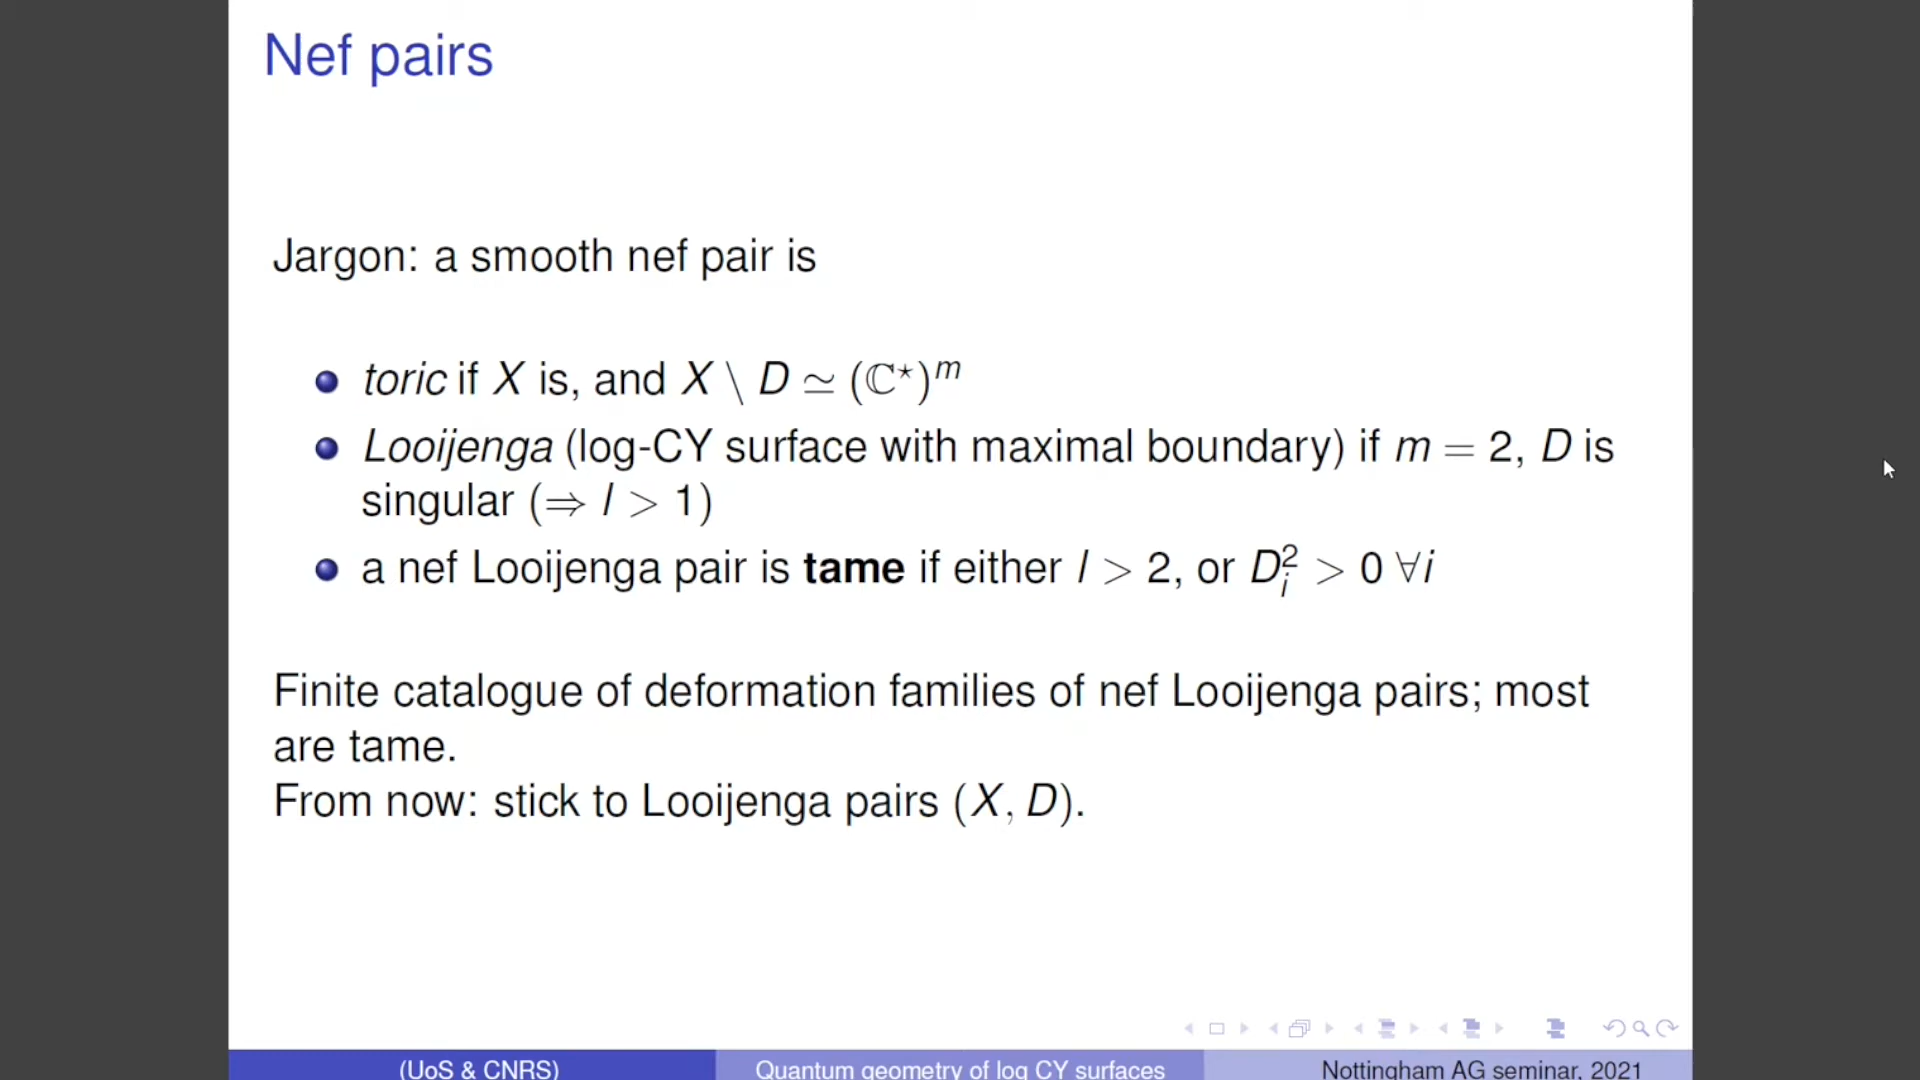 Nef pairs
Jargon: a smooth nef pair is
toric if X is, and X \ D ≃ (ℂ⋆)ᵐ
Looijenga (log-CY surface with maximal boundary) if m = 2, D is
singular (⇒ l > 1)
a nef Looijenga pair is tame if either l > 2, or Dᵢ² > 0 ∀i
Finite catalogue of deformation families of nef Looijenga pairs; most
are tame.
From now: stick to Looijenga pairs (X, D).
(UoS & CNRS) Quantum geometry of log CY surfaces Nottingham AG seminar, 2021